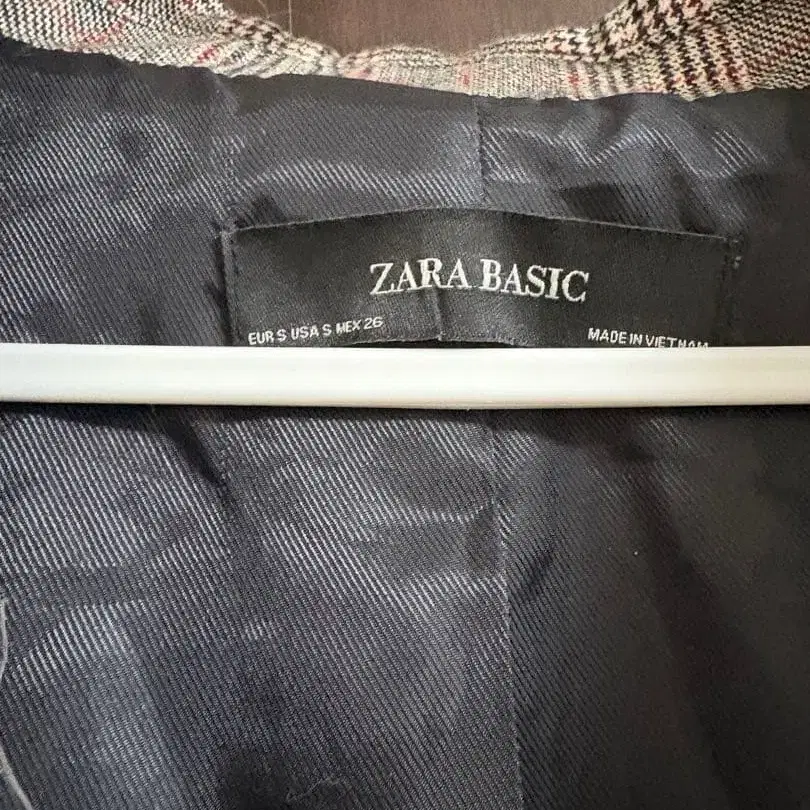 ZARA BASIC
EUR S USA S MEX 26
MADE IN VIETNAM